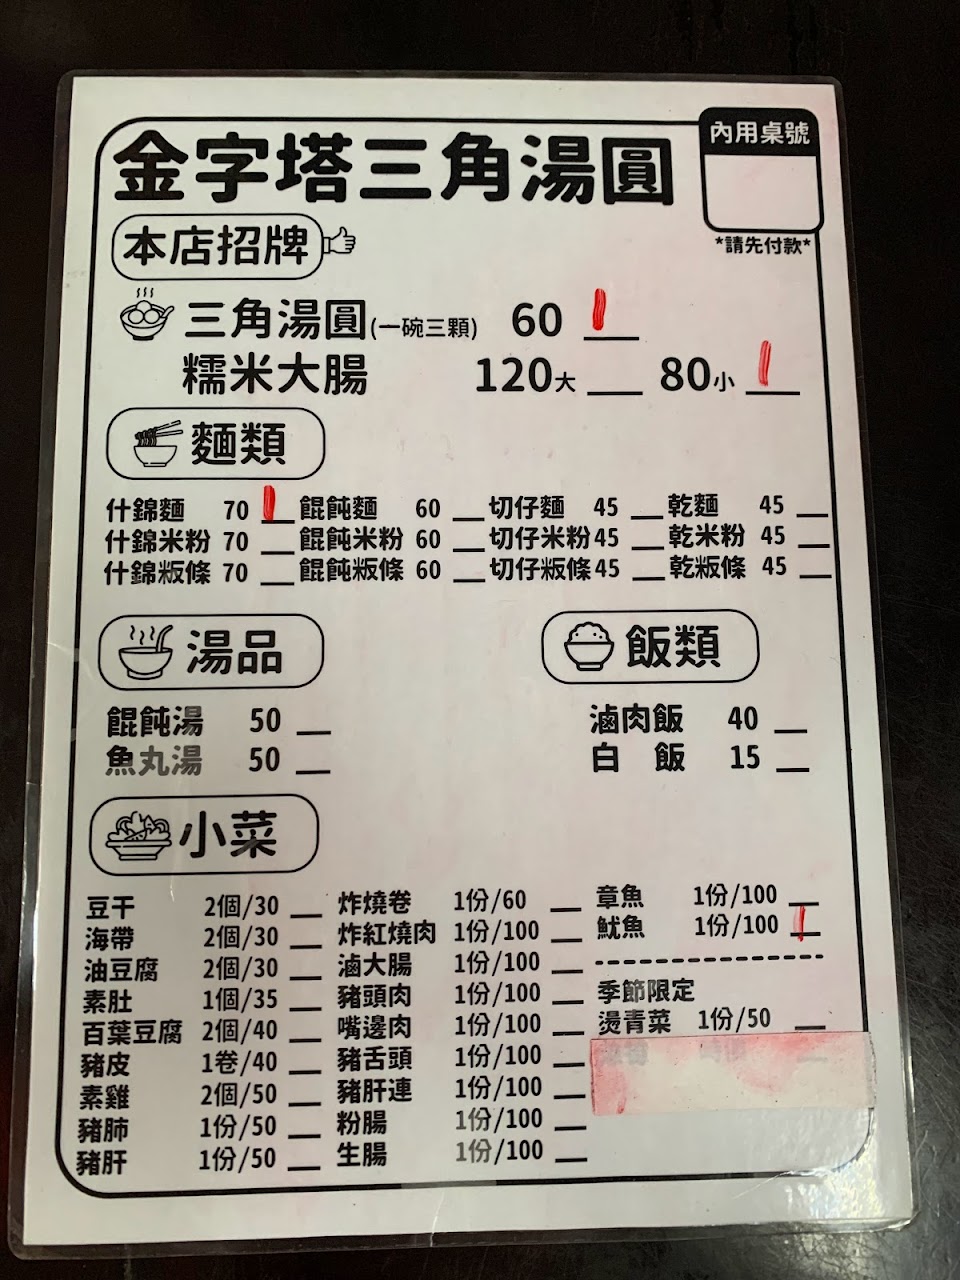 金字塔三角湯圓
內用桌號
*請先付款*
本店招牌
三角湯圓(一碗三顆) 60
糯米大腸 120大 80小
麵類
什錦麵 70 餛飩麵 60 切仔麵 45 乾麵 45
什錦米粉 70 餛飩米粉 60 切仔米粉 45 乾米粉 45
什錦粄條 70 餛飩粄條 60 切仔粄條 45 乾粄條 45
湯品
餛飩湯 50
魚丸湯 50
飯類
滷肉飯 40
白飯 15
小菜
豆干 2個/30
海帶 2個/30
油豆腐 2個/30
素肚 1個/35
百葉豆腐 2個/40
豬皮 1卷/40
素雞 2個/50
豬肺 1份/50
豬肝 1份/50
炸燒卷 1份/60
炸紅燒肉 1份/100
滷大腸 1份/100
豬頭肉 1份/100
嘴邊肉 1份/100
豬舌頭 1份/100
豬肝連 1份/100
粉腸 1份/100
生腸 1份/100
章魚 1份/100
魷魚 1份/100
季節限定
燙青菜 1份/50